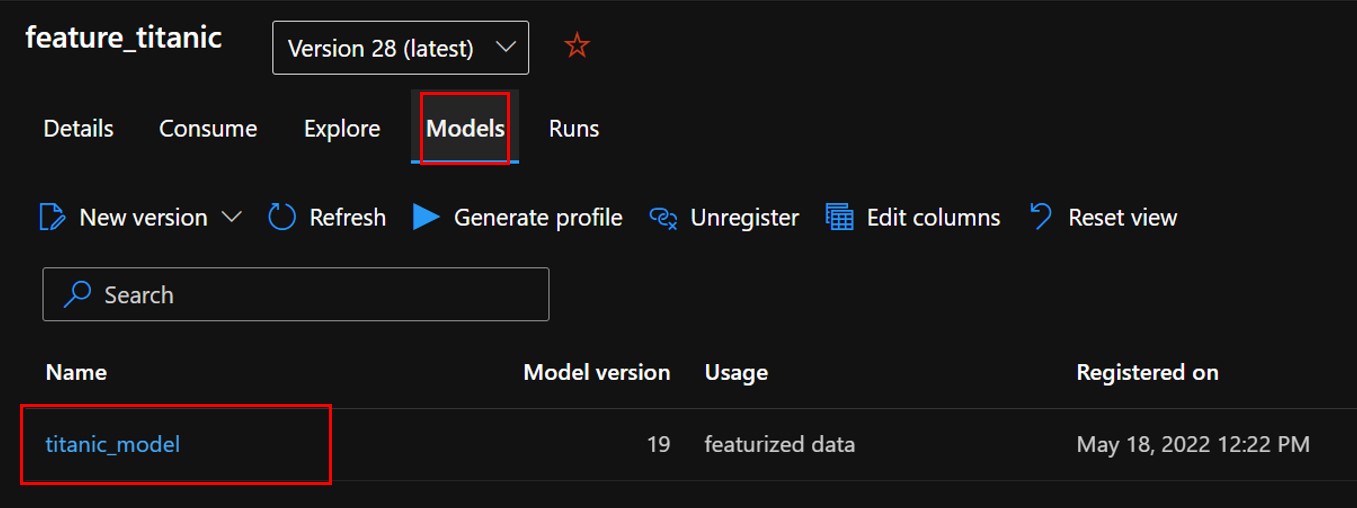 feature_titanic
Version 28 (latest)
Details Consume Explore Models Runs
New version Refresh Generate profile Unregister Edit columns Reset view
Search
Name Model version Usage Registered on
titanic_model 19 featurized data May 18, 2022 12:22 PM